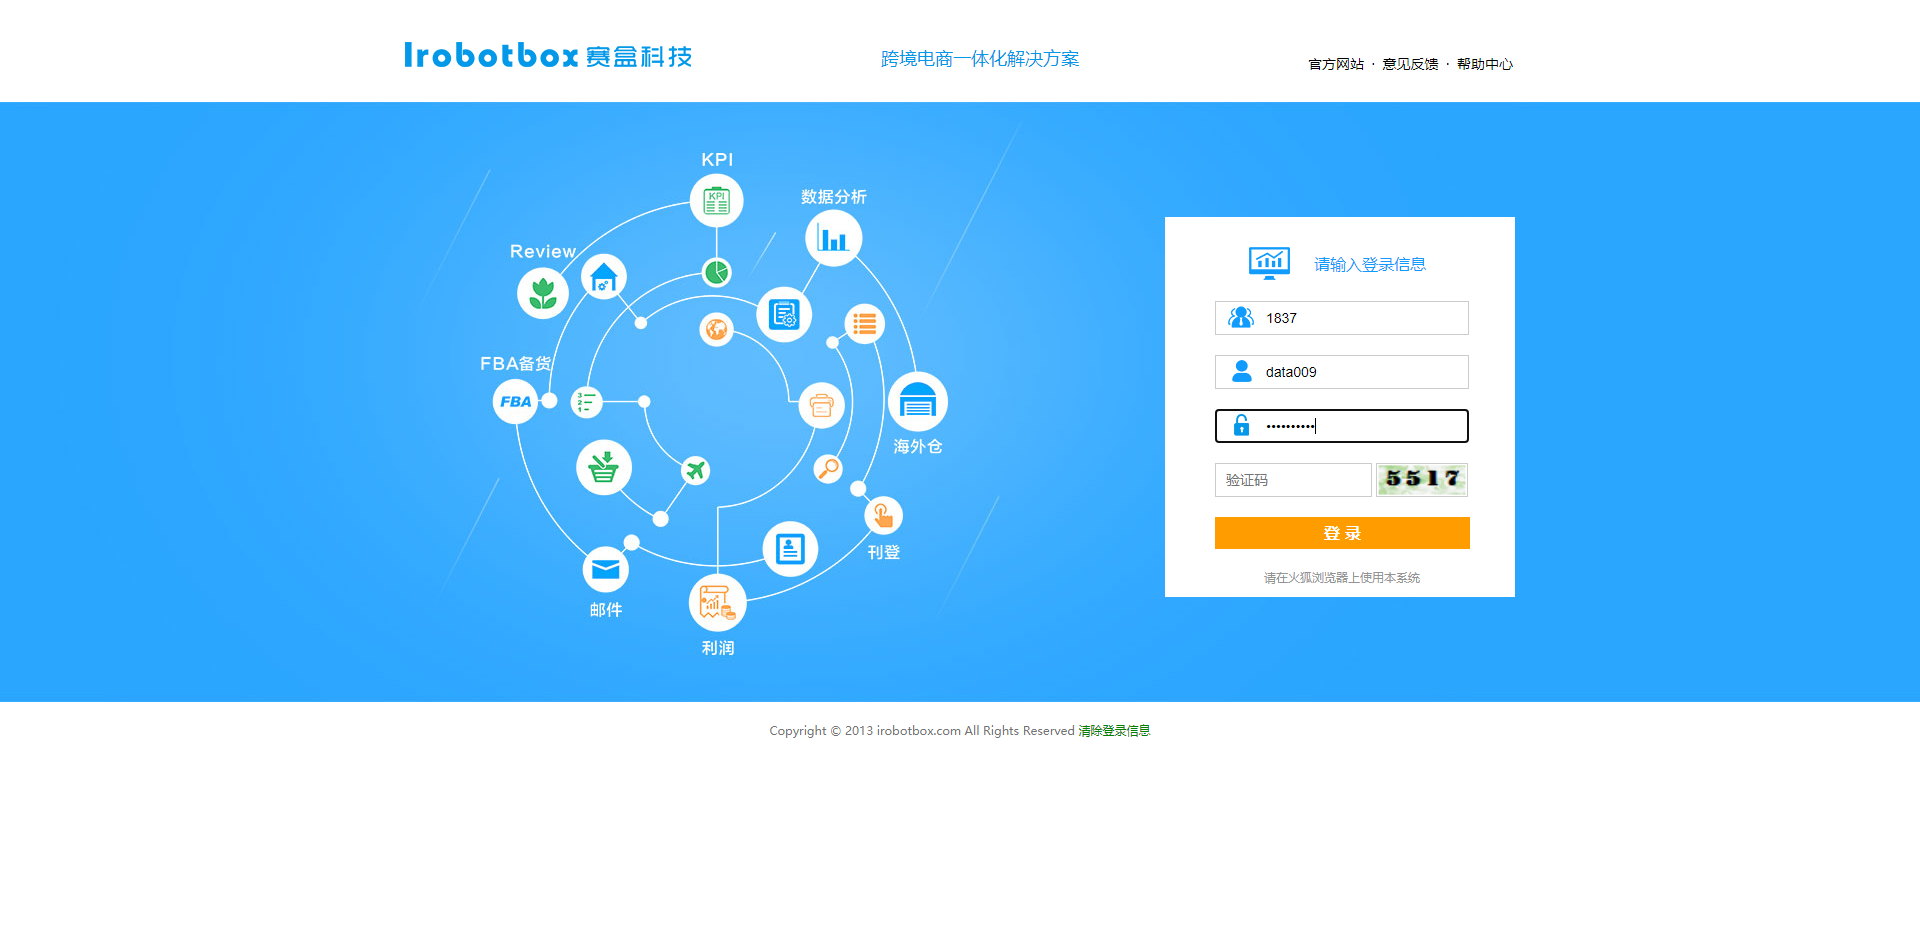 Irobotbox 赛盒科技
跨境电商一体化解决方案
官方网站 · 意见反馈 · 帮助中心
KPI
KPI
数据分析
Review
FBA备货
FBA
3
2
1
海外仓
刊登
邮件
利润
请输入登录信息
1837
data009
••••••••••
验证码
5517
登 录
请在火狐浏览器上使用本系统
Copyright © 2013 irobotbox.com All Rights Reserved 清除登录信息